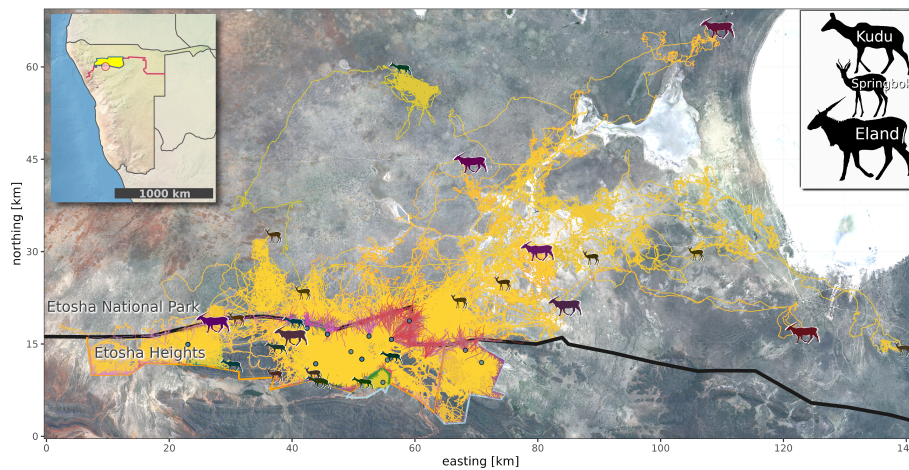 60
45
30
15
0
northing [km]
1000 km
Kudu
Springbok
Eland
Etosha National Park
Etosha Heights
0 20 40 60 80 100 120 140
easting [km]